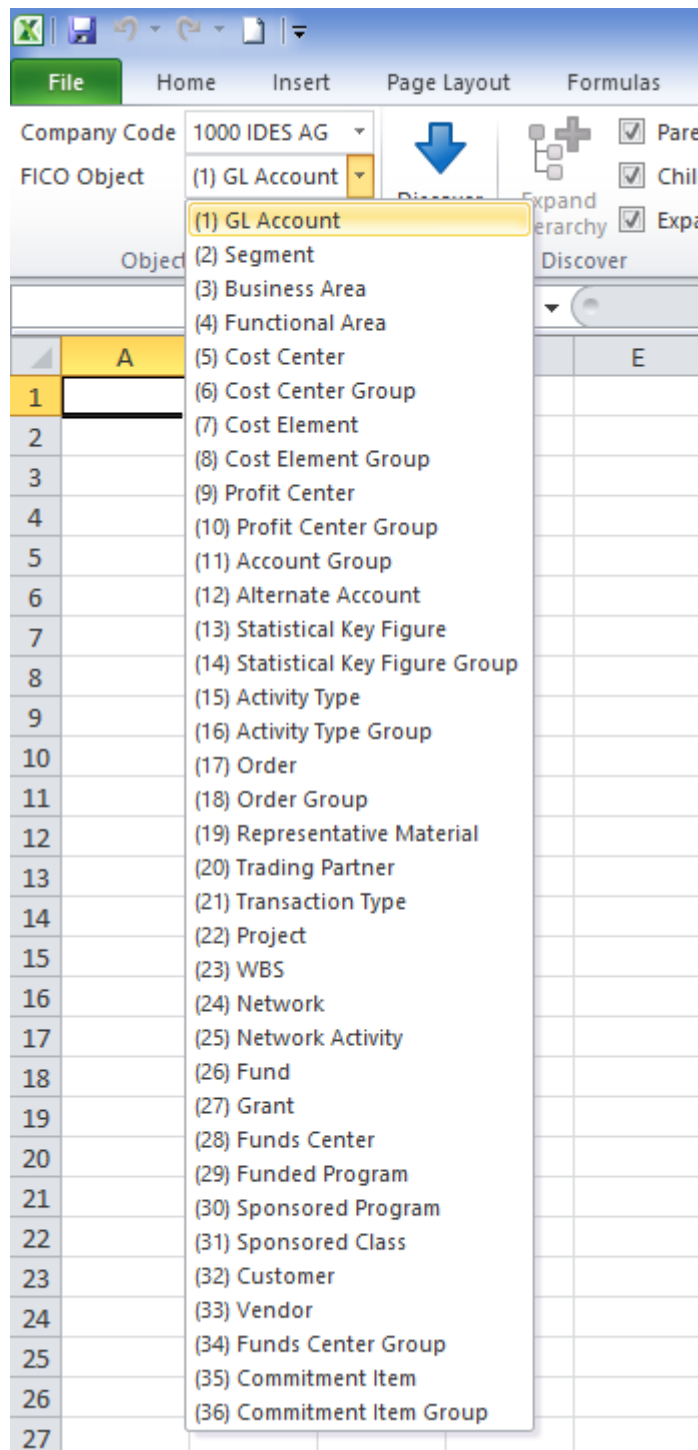 File Home Insert Page Layout Formulas
Company Code 1000 IDES AG
FICO Object (1) GL Account
Discover
Expand
Discover
(1) GL Account
(2) Segment
(3) Business Area
(4) Functional Area
(5) Cost Center
(6) Cost Center Group
(7) Cost Element
(8) Cost Element Group
(9) Profit Center
(10) Profit Center Group
(11) Account Group
(12) Alternate Account
(13) Statistical Key Figure
(14) Statistical Key Figure Group
(15) Activity Type
(16) Activity Type Group
(17) Order
(18) Order Group
(19) Representative Material
(20) Trading Partner
(21) Transaction Type
(22) Project
(23) WBS
(24) Network
(25) Network Activity
(26) Fund
(27) Grant
(28) Funds Center
(29) Funded Program
(30) Sponsored Program
(31) Sponsored Class
(32) Customer
(33) Vendor
(34) Funds Center Group
(35) Commitment Item
(36) Commitment Item Group
A E
1
2
3
4
5
6
7
8
9
10
11
12
13
14
15
16
17
18
19
20
21
22
23
24
25
26
27